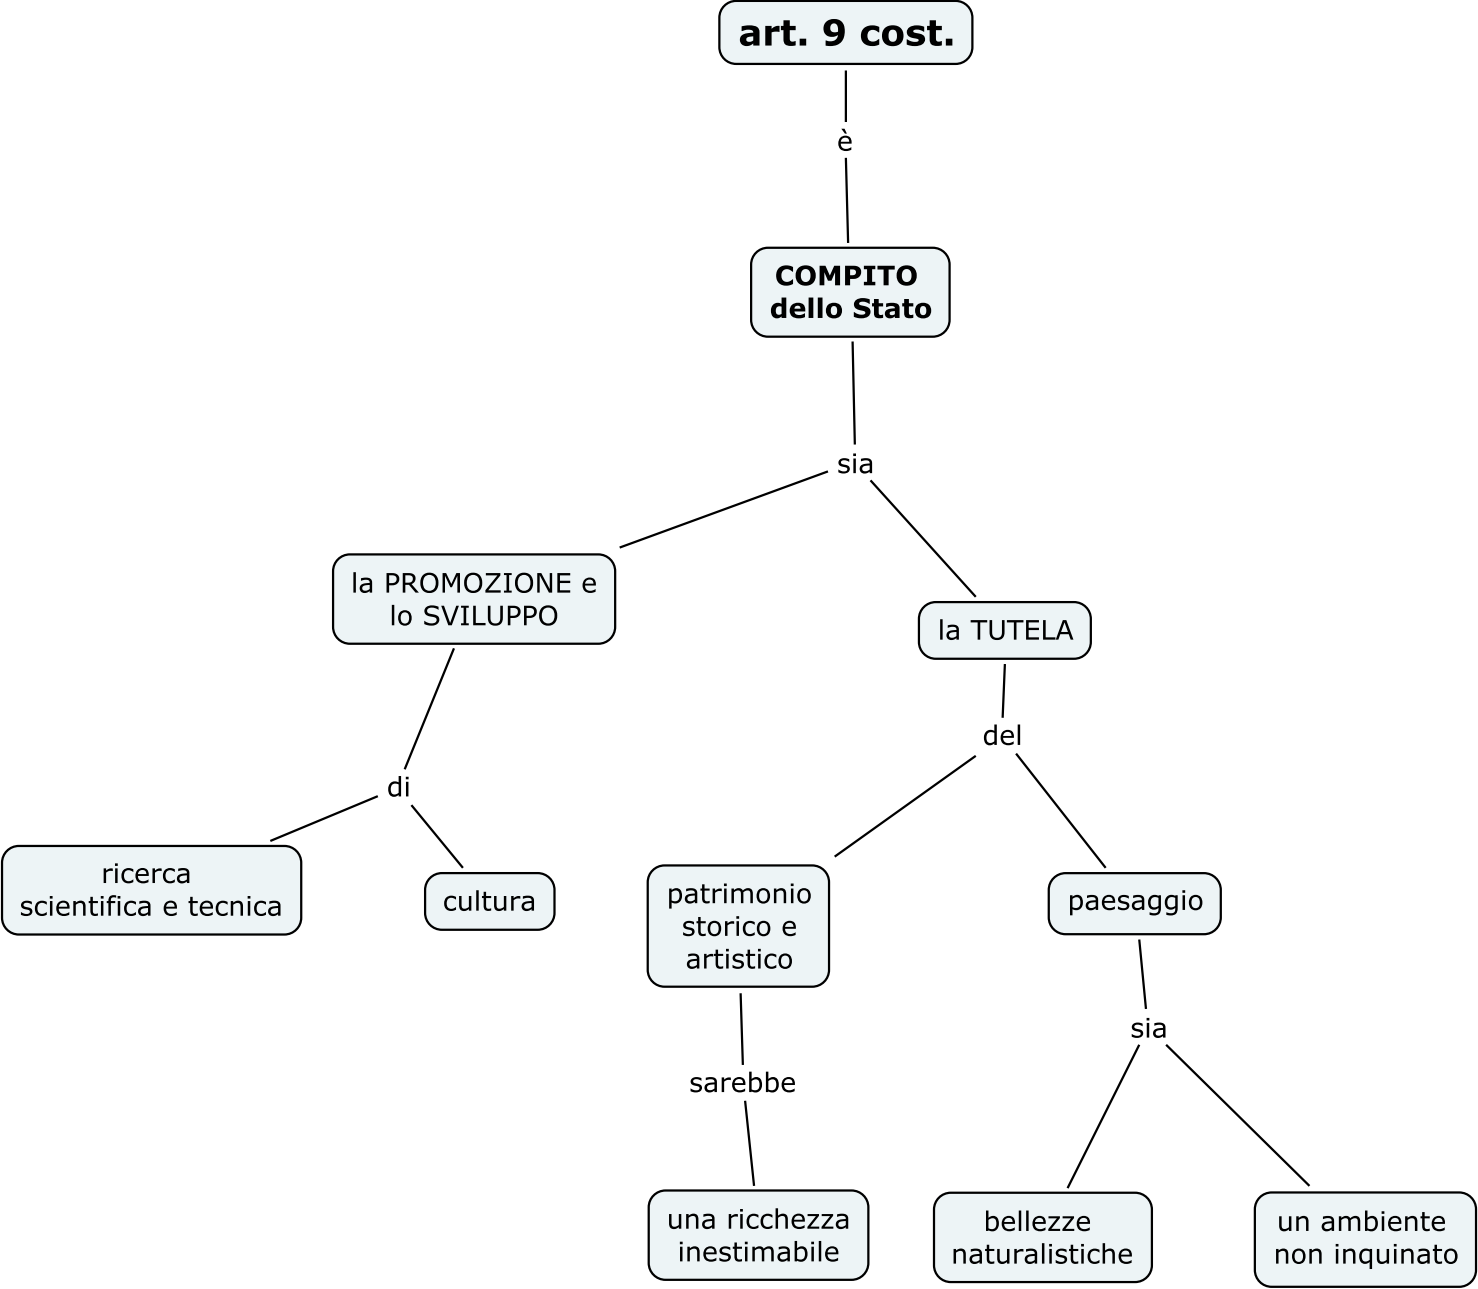 art. 9 cost.
è
COMPITO
dello Stato
sia
la PROMOZIONE e
lo SVILUPPO
la TUTELA
del
di
ricerca
scientifica e tecnica
cultura
patrimonio
storico e
artistico
paesaggio
sia
sarebbe
una ricchezza
inestimabile
bellezze
naturalistiche
un ambiente
non inquinato